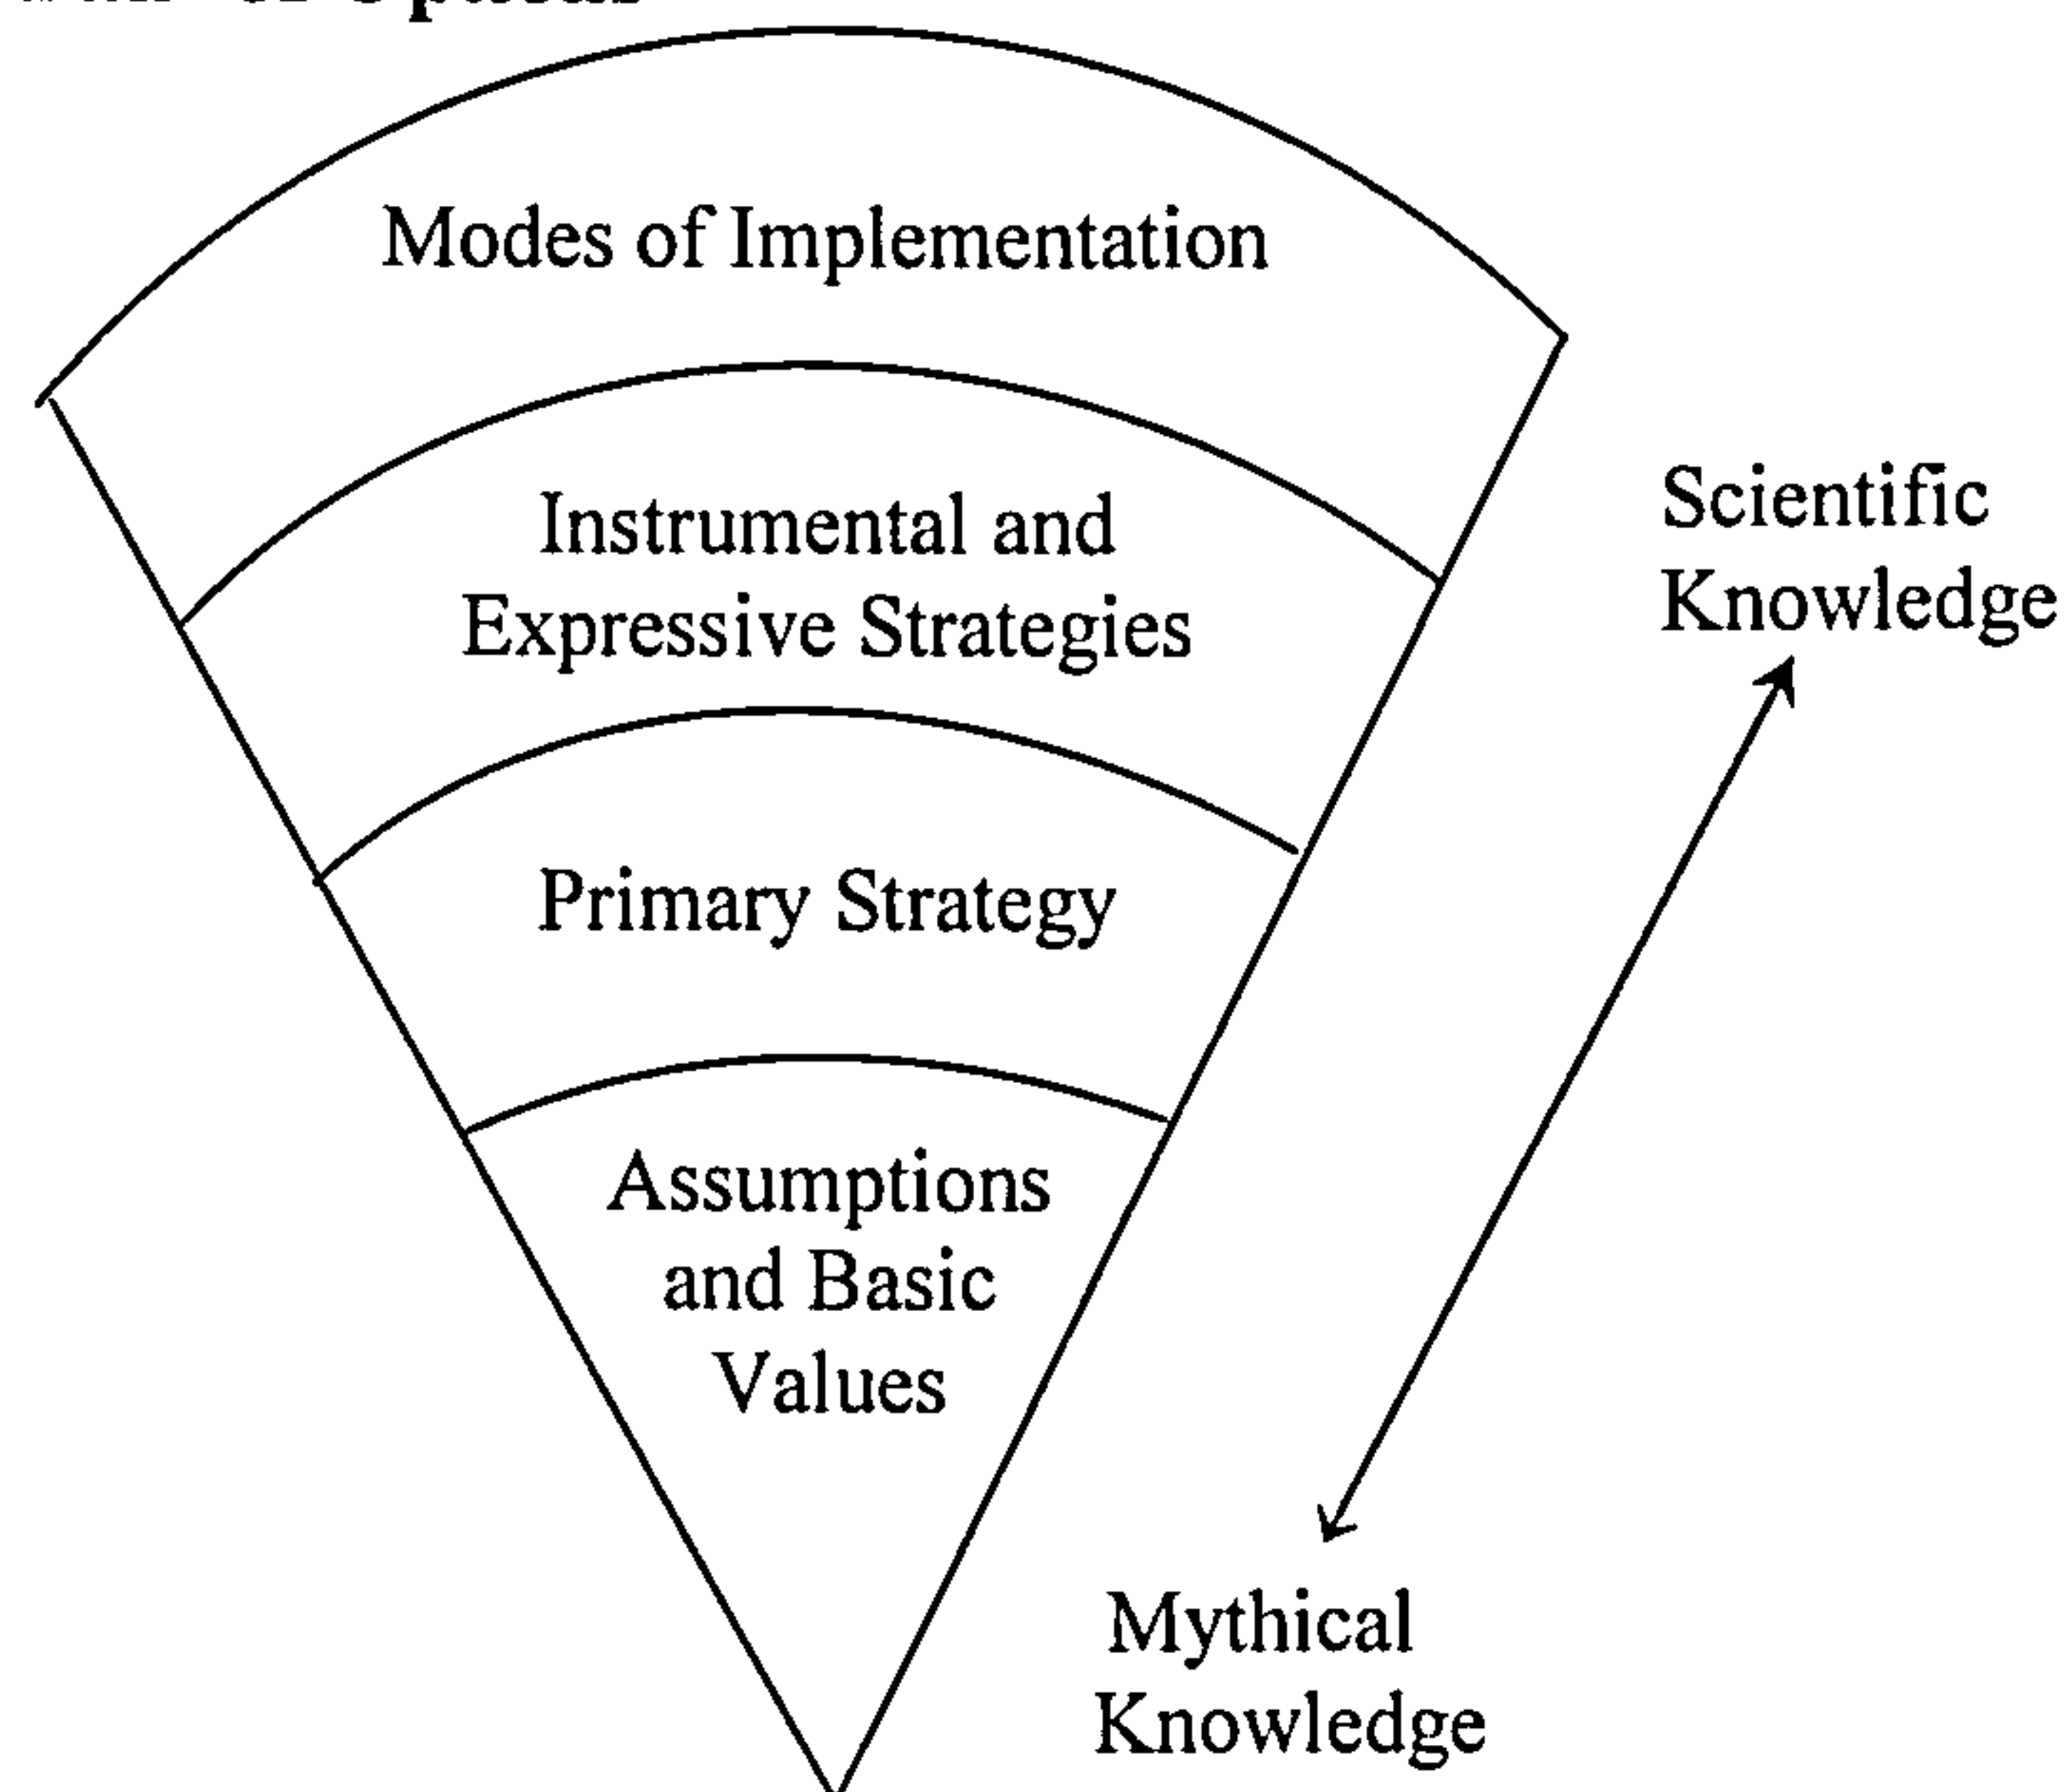 Modes of Implementation
Instrumental and
Expressive Strategies
Primary Strategy
Assumptions
and Basic
Values
Scientific
Knowledge
Mythical
Knowledge